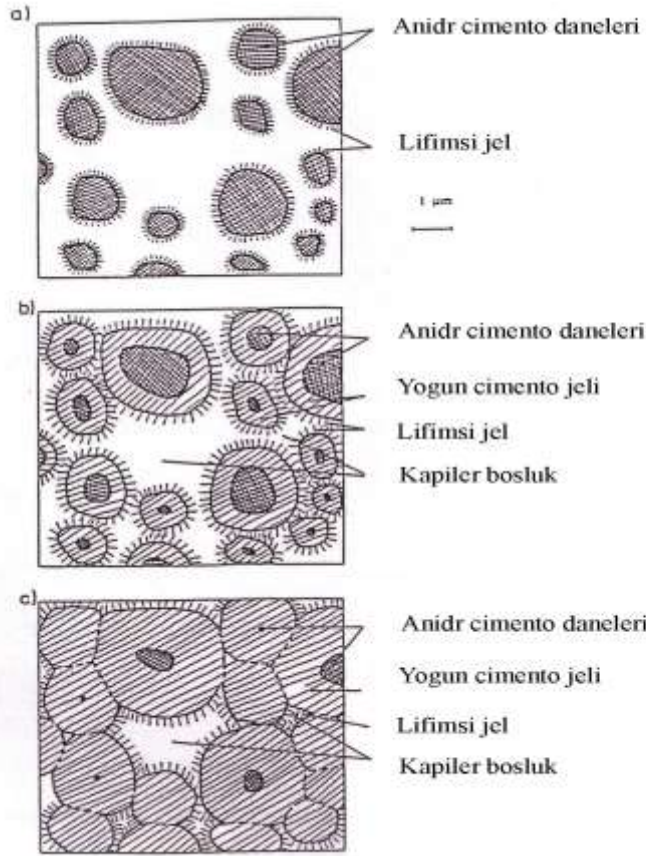 a)
Anidr cimento daneleri
Lifimsi jel
1 µm
b)
Anidr cimento daneleri
Yogun cimento jeli
Lifimsi jel
Kapiler bosluk
c)
Anidr cimento daneleri
Yogun cimento jeli
Lifimsi jel
Kapiler bosluk